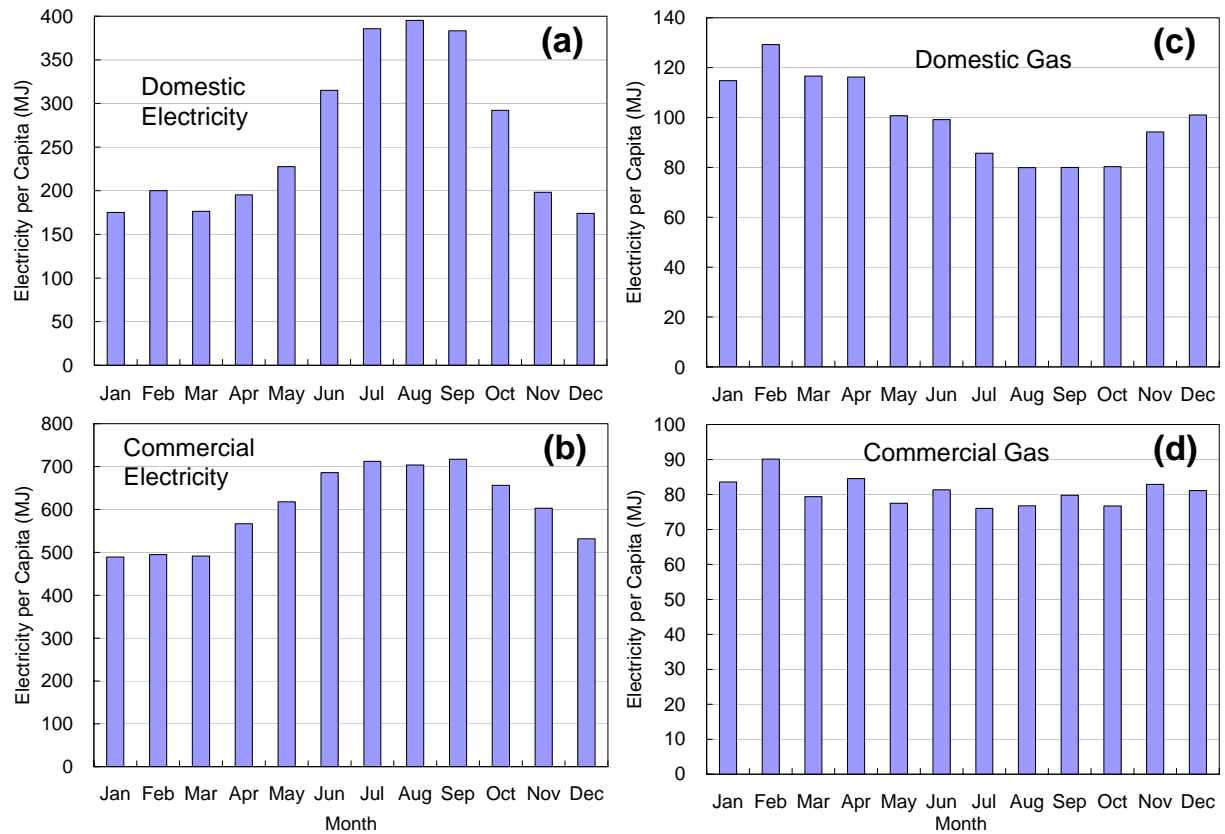 Electricity per Capita (MJ)
400
350
300
250
200
150
100
50
0
(a)
Domestic
Electricity
Jan Feb Mar Apr May Jun Jul Aug Sep Oct Nov Dec
Electricity per Capita (MJ)
140
120
100
80
60
40
20
0
(c)
Domestic Gas
Jan Feb Mar Apr May Jun Jul Aug Sep Oct Nov Dec
Electricity per Capita (MJ)
800
700
600
500
400
300
200
100
0
Commercial
Electricity
(b)
Jan Feb Mar Apr May Jun Jul Aug Sep Oct Nov Dec
Month
Electricity per Capita (MJ)
100
90
80
70
60
50
40
30
20
10
0
Commercial Gas
(d)
Jan Feb Mar Apr May Jun Jul Aug Sep Oct Nov Dec
Month